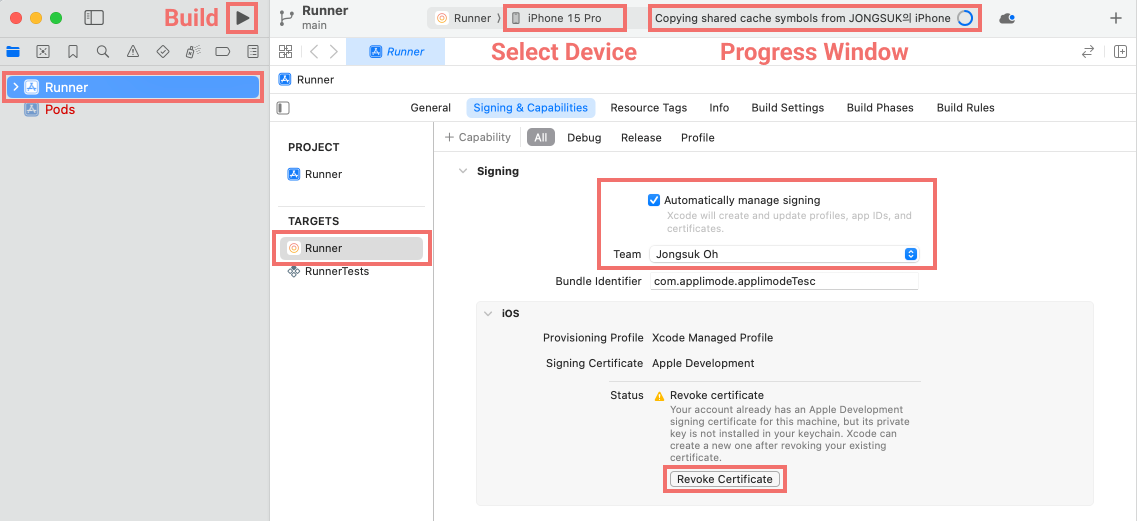 Build
Runner
main
Runner 〉 iPhone 15 Pro
Copying shared cache symbols from JONGSUK의 iPhone
Runner
Select Device
Progress Window
Runner
Pods
Runner
General
Signing & Capabilities
Resource Tags
Info
Build Settings
Build Phases
Build Rules
+ Capability
All
Debug
Release
Profile
PROJECT
Runner
TARGETS
Runner
RunnerTests
Signing
Automatically manage signing
Xcode will create and update profiles, app IDs, and
certificates.
Team Jongsuk Oh
Bundle Identifier com.applimode.applimodeTesc
iOS
Provisioning Profile Xcode Managed Profile
Signing Certificate Apple Development
Status Revoke certificate
Your account already has an Apple Development
signing certificate for this machine, but its private
key is not installed in your keychain. Xcode can
create a new one after revoking your existing
certificate.
Revoke Certificate